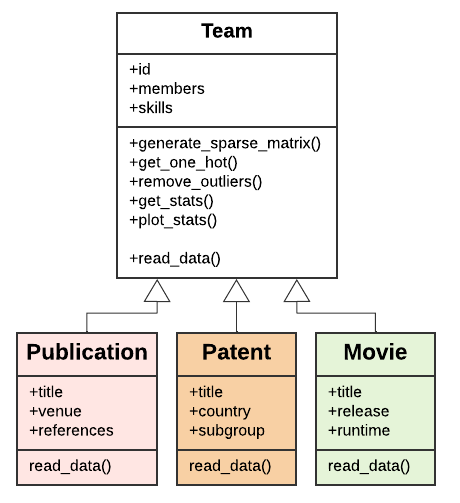 Team
+id
+members
+skills
+generate_sparse_matrix()
+get_one_hot()
+remove_outliers()
+get_stats()
+plot_stats()
+read_data()
Publication
+title
+venue
+references
read_data()
Patent
+title
+country
+subgroup
read_data()
Movie
+title
+release
+runtime
read_data()